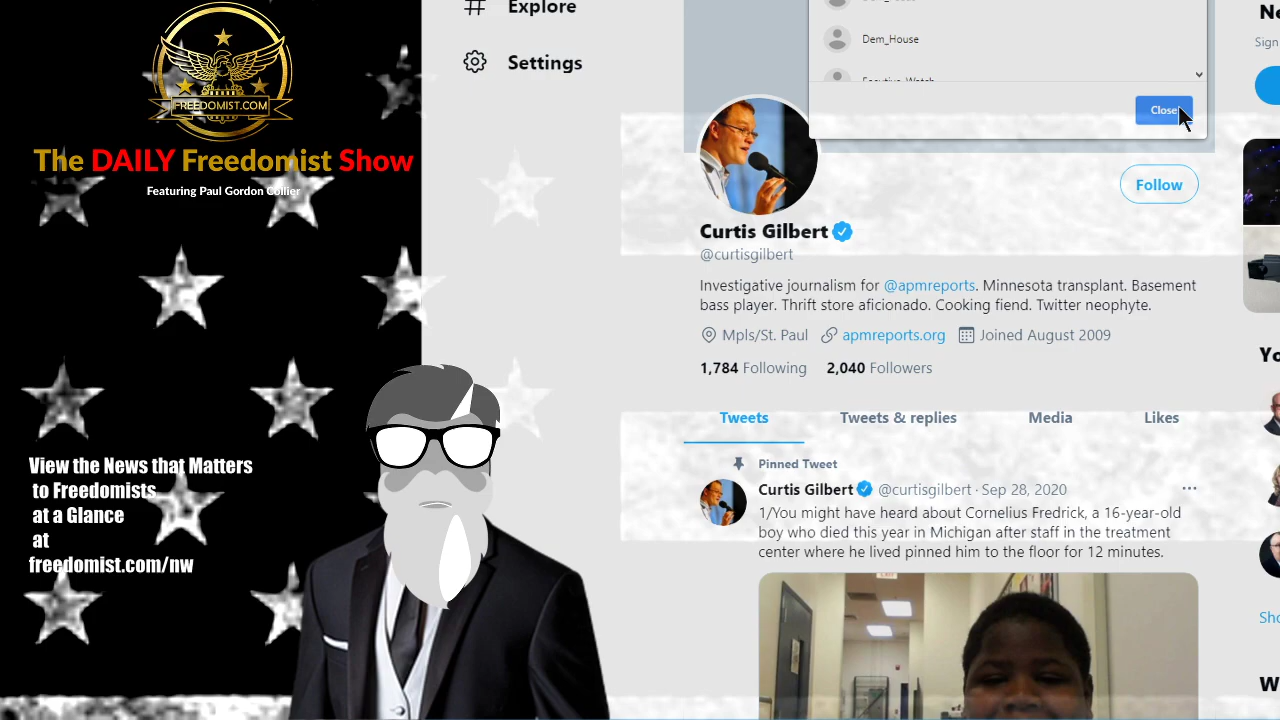 FREEDOMIST.COM
The DAILY Freedomist Show
Featuring Paul Gordon Collier
View the News that Matters
to Freedomists
at a Glance
at
freedomist.com/nw
Explore
Settings
Dem_House
Close
Follow
Curtis Gilbert
@curtisgilbert
Investigative journalism for @apmreports. Minnesota transplant. Basement
bass player. Thrift store aficionado. Cooking fiend. Twitter neophyte.
Mpls/St. Paul apmreports.org Joined August 2009
1,784 Following 2,040 Followers
Tweets Tweets & replies Media Likes
Pinned Tweet
Curtis Gilbert @curtisgilbert · Sep 28, 2020 ...
1/You might have heard about Cornelius Fredrick, a 16-year-old
boy who died this year in Michigan after staff in the treatment
center where he lived pinned him to the floor for 12 minutes.
EXIT
Ne
Sign
Yo
Sho
W